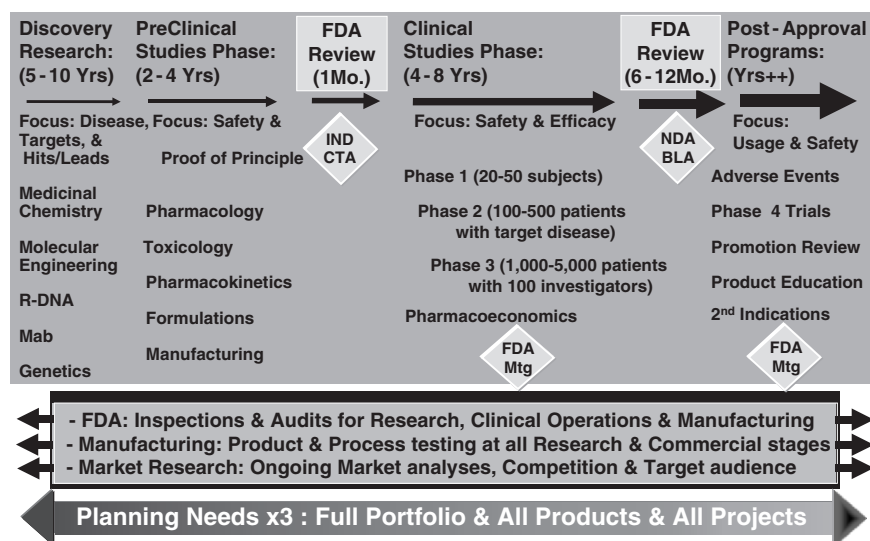 Discovery
Research:
(5-10 Yrs)
PreClinical
Studies Phase:
(2-4 Yrs)
FDA
Review
(1Mo.)
Clinical
Studies Phase:
(4-8 Yrs)
FDA
Review
(6-12Mo.)
Post-Approval
Programs:
(Yrs++)
Focus: Disease,
Targets, &
Hits/Leads
Medicinal
Chemistry
Molecular
Engineering
R-DNA
Mab
Genetics
Focus: Safety &
Proof of Principle
Pharmacology
Toxicology
Pharmacokinetics
Formulations
Manufacturing
IND
CTA
Focus: Safety & Efficacy
Phase 1 (20-50 subjects)
Phase 2 (100-500 patients
with target disease)
Phase 3 (1,000-5,000 patients
with 100 investigators)
Pharmacoeconomics
FDA
Mtg
NDA
BLA
Focus:
Usage & Safety
Adverse Events
Phase 4 Trials
Promotion Review
Product Education
2nd Indications
FDA
Mtg
- FDA: Inspections & Audits for Research, Clinical Operations & Manufacturing
- Manufacturing: Product & Process testing at all Research & Commercial stages
- Market Research: Ongoing Market analyses, Competition & Target audience
Planning Needs x3 : Full Portfolio & All Products & All Projects